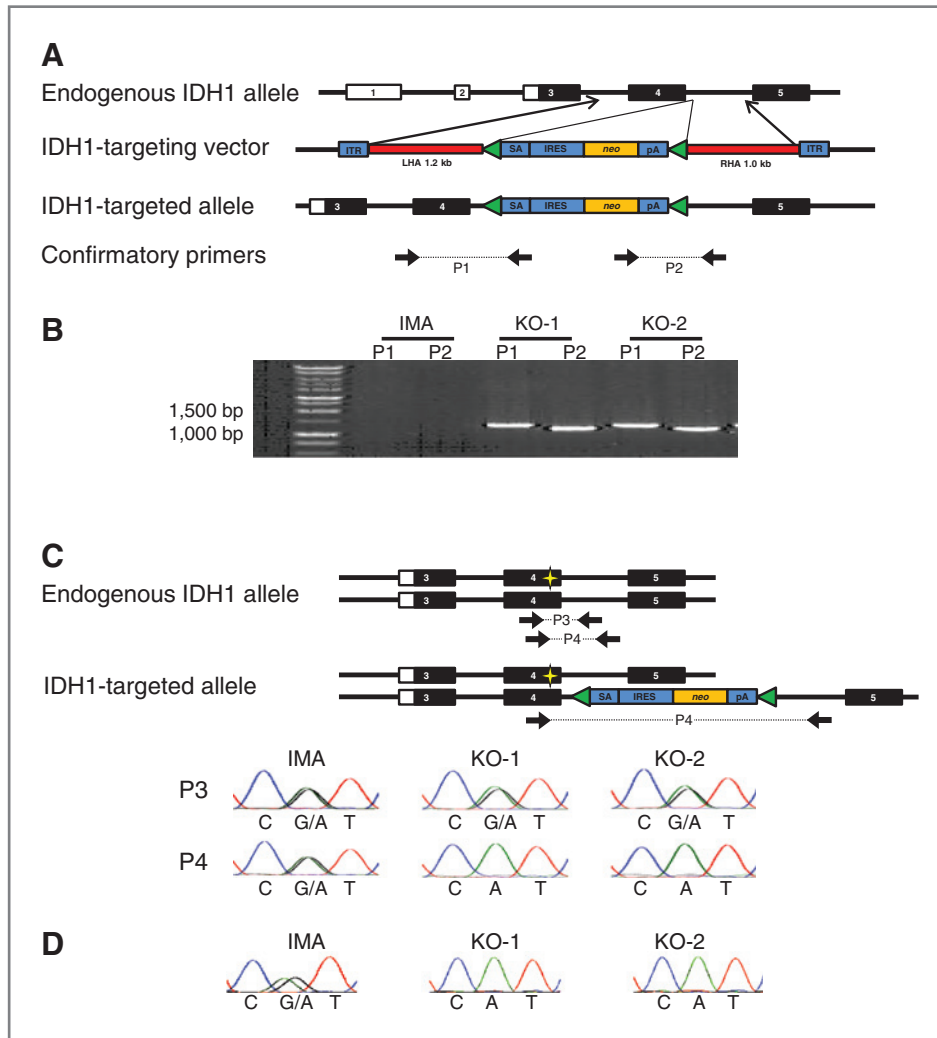 A
Endogenous IDH1 allele
1 2 3 4 5
IDH1-targeting vector
ITR SA IRES neo pA ITR
LHA 1.2 kb RHA 1.0 kb
IDH1-targeted allele
3 4 SA IRES neo pA 5
Confirmatory primers
P1 P2
B
IMA KO-1 KO-2
P1 P2 P1 P2 P1 P2
1,500 bp
1,000 bp
C
3 4 5
Endogenous IDH1 allele
3 4 5
P3
P4
3 4 5
IDH1-targeted allele
3 4 SA IRES neo pA 5
P4
IMA KO-1 KO-2
P3
C G/A T C G/A T C G/A T
P4
C G/A T C A T C A T
D
IMA KO-1 KO-2
C G/A T C A T C A T